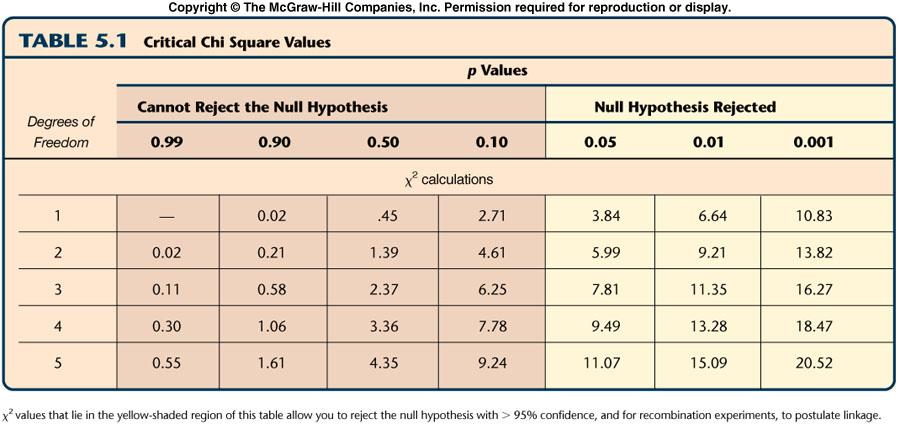 Copyright © The McGraw-Hill Companies, Inc. Permission required for reproduction or display.
TABLE 5.1 Critical Chi Square Values
p Values
Cannot Reject the Null Hypothesis Null Hypothesis Rejected
Degrees of
Freedom 0.99 0.90 0.50 0.10 0.05 0.01 0.001
χ² calculations
1 — 0.02 .45 2.71 3.84 6.64 10.83
2 0.02 0.21 1.39 4.61 5.99 9.21 13.82
3 0.11 0.58 2.37 6.25 7.81 11.35 16.27
4 0.30 1.06 3.36 7.78 9.49 13.28 18.47
5 0.55 1.61 4.35 9.24 11.07 15.09 20.52
χ² values that lie in the yellow-shaded region of this table allow you to reject the null hypothesis with > 95% confidence, and for recombination experiments, to postulate linkage.